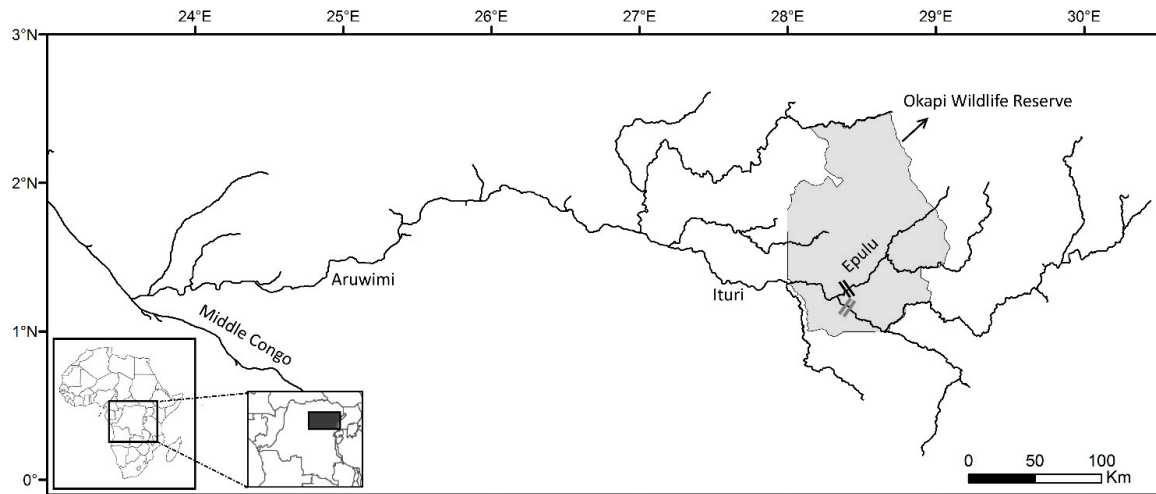 24°E 25°E 26°E 27°E 28°E 29°E 30°E
3°N
Okapi Wildlife Reserve
2°N
Epulu
Aruwimi
Ituri
Middle Congo
1°N
0°
0 50 100
Km